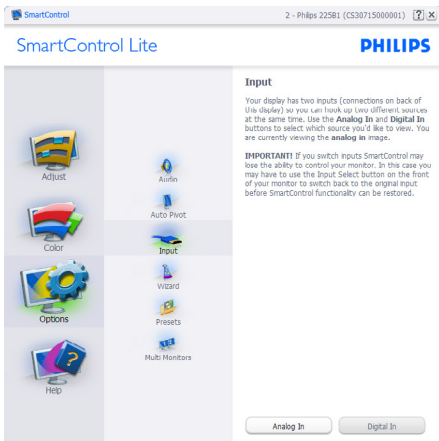 SmartControl
2 - Philips 225B1 (CS30715000001)
SmartControl Lite
PHILIPS
Adjust
Color
Options
Help
Audio
Auto Pivot
Input
Wizard
Presets
Multi Monitors
Input
Your display has two inputs (connections on back of
this display) so you can hook up two different sources
at the same time. Use the Analog In and Digital In
buttons to select which source you'd like to view. You
are currently viewing the analog in image.
IMPORTANT! If you switch inputs SmartControl may
lose the ability to control your monitor. In this case you
may have to use the Input Select button on the front
of your monitor to switch back to the original input
before SmartControl functionality can be restored.
Analog In
Digital In